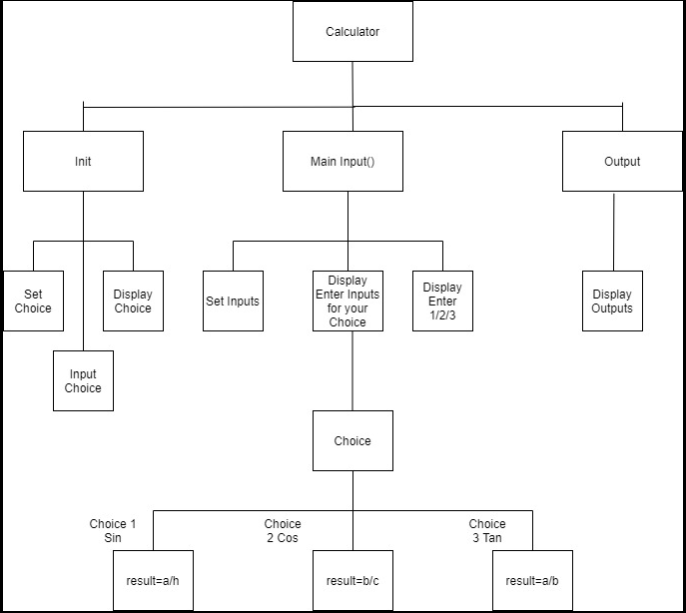 Calculator
Init
Main Input()
Output
Set
Choice
Display
Choice
Set Inputs
Display
Enter Inputs
for your
Choice
Display
Enter
1/2/3
Display
Outputs
Input
Choice
Choice
Choice 1
Sin
Choice
2 Cos
Choice
3 Tan
result=a/h
result=b/c
result=a/b